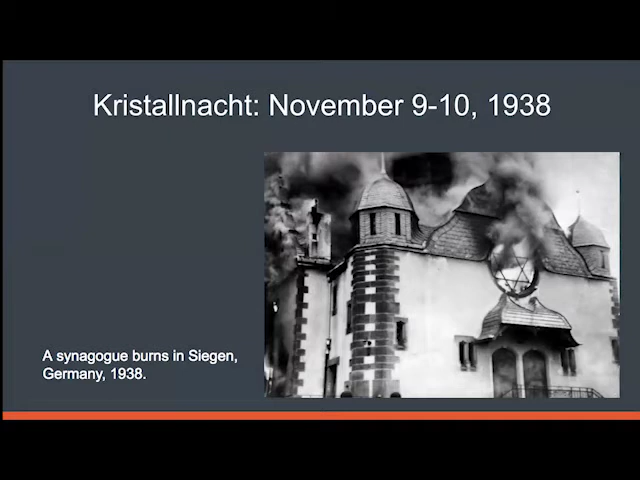 Kristallnacht: November 9-10, 1938
A synagogue burns in Siegen,
Germany, 1938.